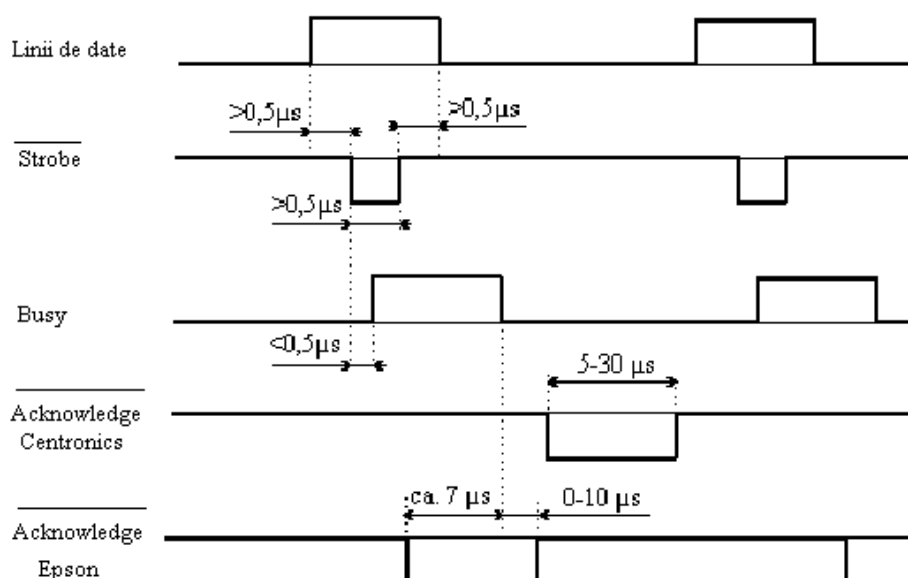 Linii de date
>0,5µs >0,5µs
Strobe
>0,5µs
Busy
<0,5µs
5-30 µs
Acknowledge
Centronics
ca. 7 µs 0-10 µs
Acknowledge
Epson